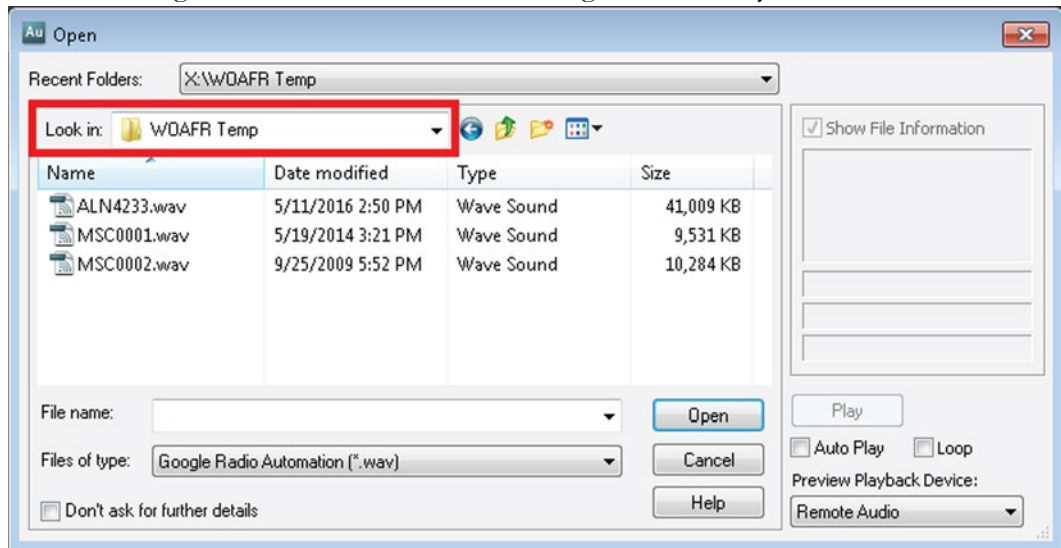 Au Open
Recent Folders: X:\WOAFR Temp
Look in: WOAFR Temp
Show File Information
Name Date modified Type Size
ALN4233.wav 5/11/2016 2:50 PM Wave Sound 41,009 KB
MSC0001.wav 5/19/2014 3:21 PM Wave Sound 9,531 KB
MSC0002.wav 9/25/2009 5:52 PM Wave Sound 10,284 KB
File name: Open Play
Files of type: Google Radio Automation (*.wav) Cancel Auto Play Loop
Preview Playback Device:
Don't ask for further details Help Remote Audio